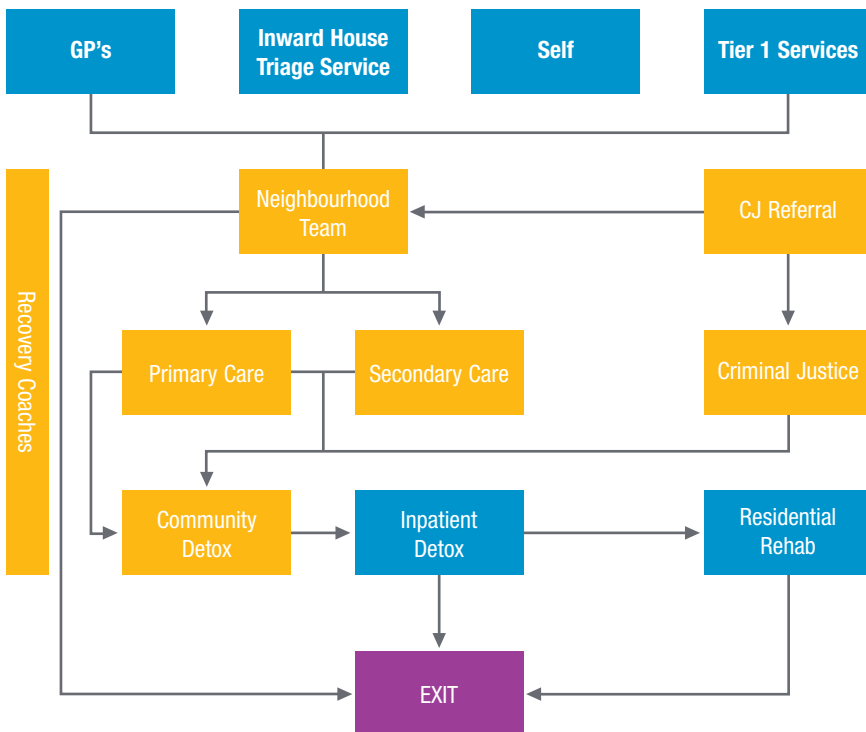 GP’s
Inward House
Triage Service
Self
Tier 1 Services
Recovery Coaches
Neighbourhood
Team
CJ Referral
Primary Care
Secondary Care
Criminal Justice
Community
Detox
Inpatient
Detox
Residential
Rehab
EXIT